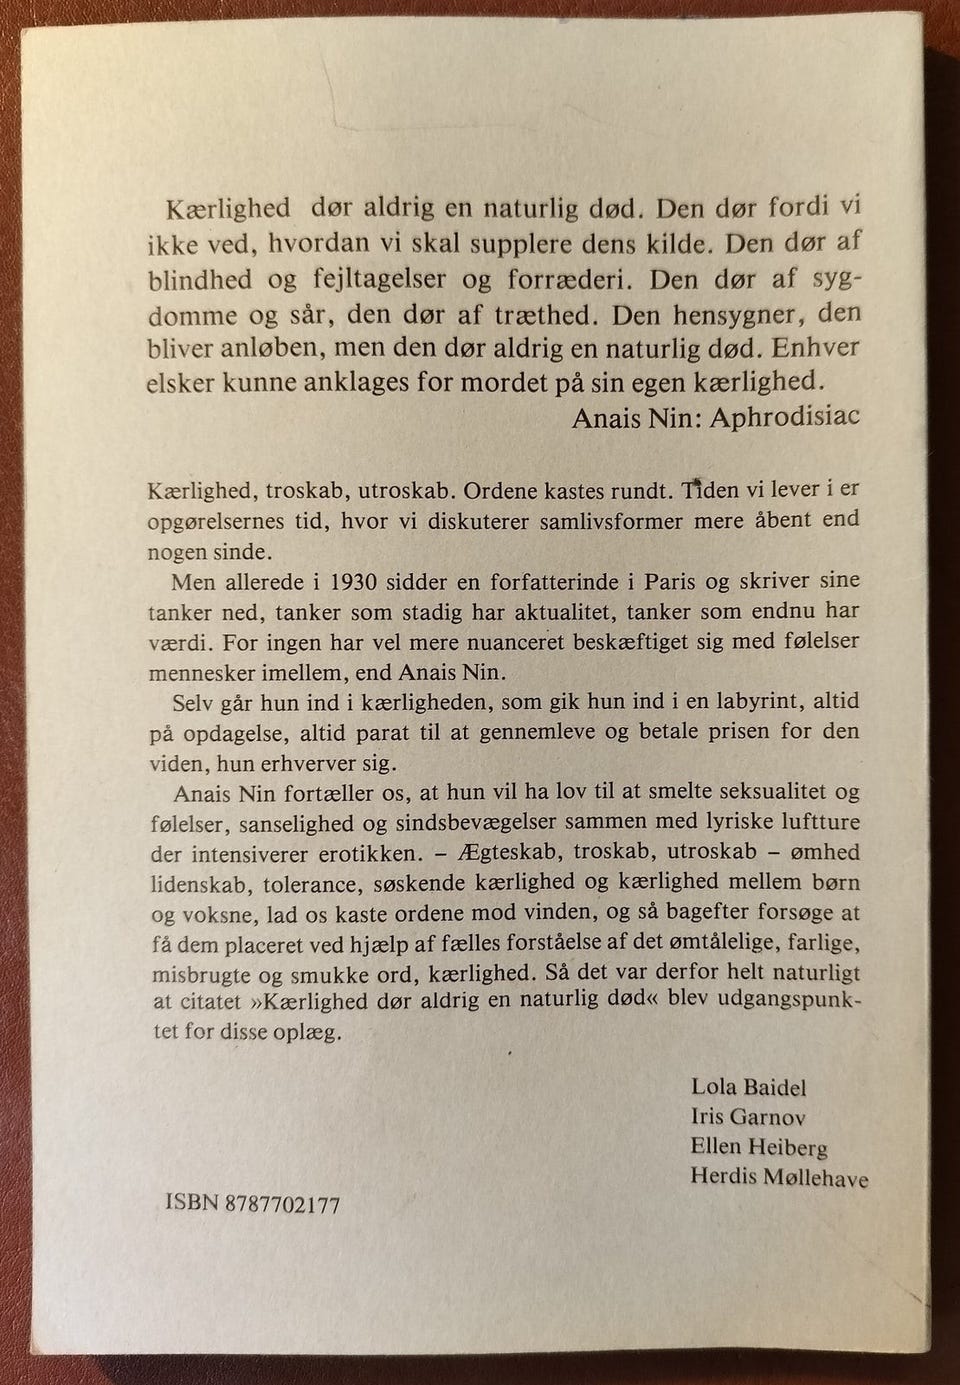 Kærlighed dør aldrig en naturlig død. Den dør fordi vi
ikke ved, hvordan vi skal supplere dens kilde. Den dør af
blindhed og fejltagelser og forræderi. Den dør af syg-
domme og sår, den dør af træthed. Den hensygner, den
bliver anløben, men den dør aldrig en naturlig død. Enhver
elsker kunne anklages for mordet på sin egen kærlighed.
Anais Nin: Aphrodisiac
Kærlighed, troskab, utroskab. Ordene kastes rundt. Tiden vi lever i er
opgørelsernes tid, hvor vi diskuterer samlivsformer mere åbent end
nogen sinde.
Men allerede i 1930 sidder en forfatterinde i Paris og skriver sine
tanker ned, tanker som stadig har aktualitet, tanker som endnu har
værdi. For ingen har vel mere nuanceret beskæftiget sig med følelser
mennesker imellem, end Anais Nin.
Selv går hun ind i kærligheden, som gik hun ind i en labyrint, altid
på opdagelse, altid parat til at gennemleve og betale prisen for den
viden, hun erhverver sig.
Anais Nin fortæller os, at hun vil ha lov til at smelte seksualitet og
følelser, sanselighed og sindsbevægelser sammen med lyriske luftture
der intensiverer erotikken. – Ægteskab, troskab, utroskab – ømhed
lidenskab, tolerance, søskende kærlighed og kærlighed mellem børn
og voksne, lad os kaste ordene mod vinden, og så bagefter forsøge at
få dem placeret ved hjælp af fælles forståelse af det ømtålelige, farlige,
misbrugte og smukke ord, kærlighed. Så det var derfor helt naturligt
at citatet »Kærlighed dør aldrig en naturlig død« blev udgangspunk-
tet for disse oplæg.
Lola Baidel
Iris Garnov
Ellen Heiberg
Herdis Møllehave
ISBN 8787702177